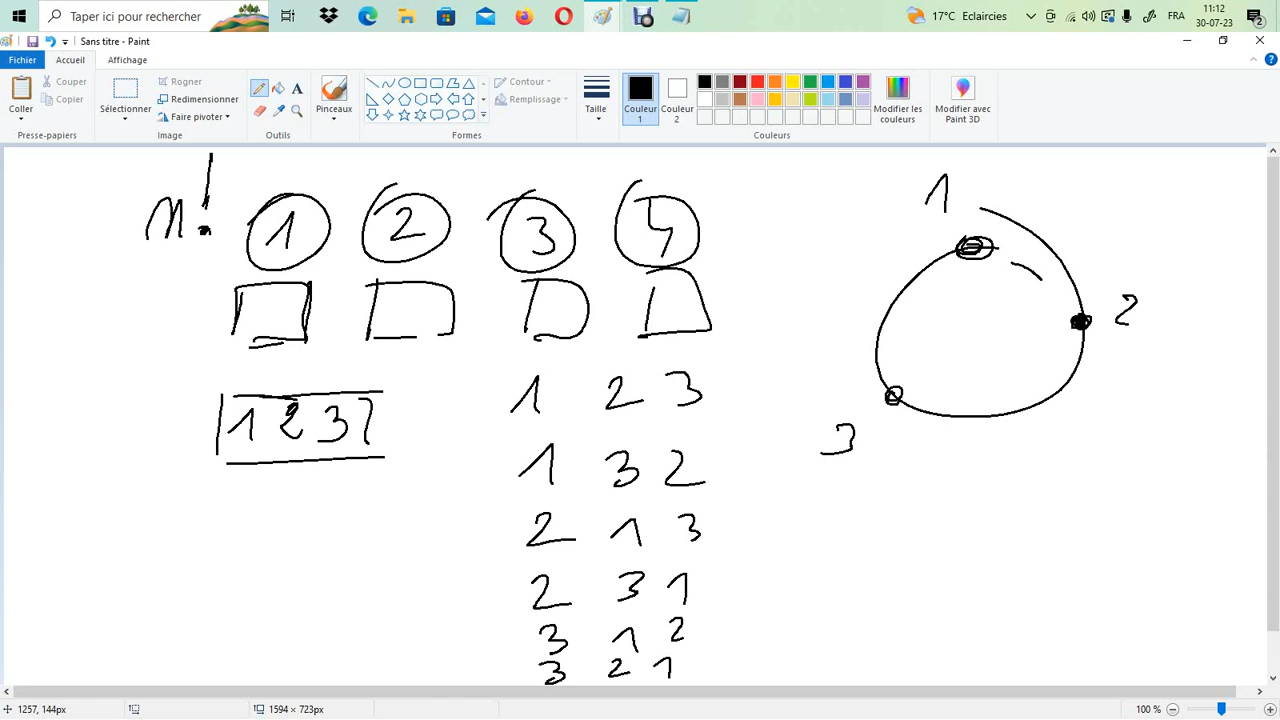 Taper ici pour rechercher
17°C Eclaircies
FRA
11:12
30-07-23
2
Sans titre - Paint
Fichier Accueil Affichage
Coller
Couper
Copier
Presse-papiers
Sélectionner
Rogner
Redimensionner
Faire pivoter
Image
A
Outils
Pinceaux
Contour
Remplissage
Formes
Taille
Couleur 1
Couleur 2
Modifier les couleurs
Couleurs
Modifier avec Paint 3D
n! 1 2 3 4
1
2
3
1 2 3
1 2 3
1 3 2
2 1 3
2 3 1
3 1 2
3 2 1
1257, 144px
1594 × 723px
100 %